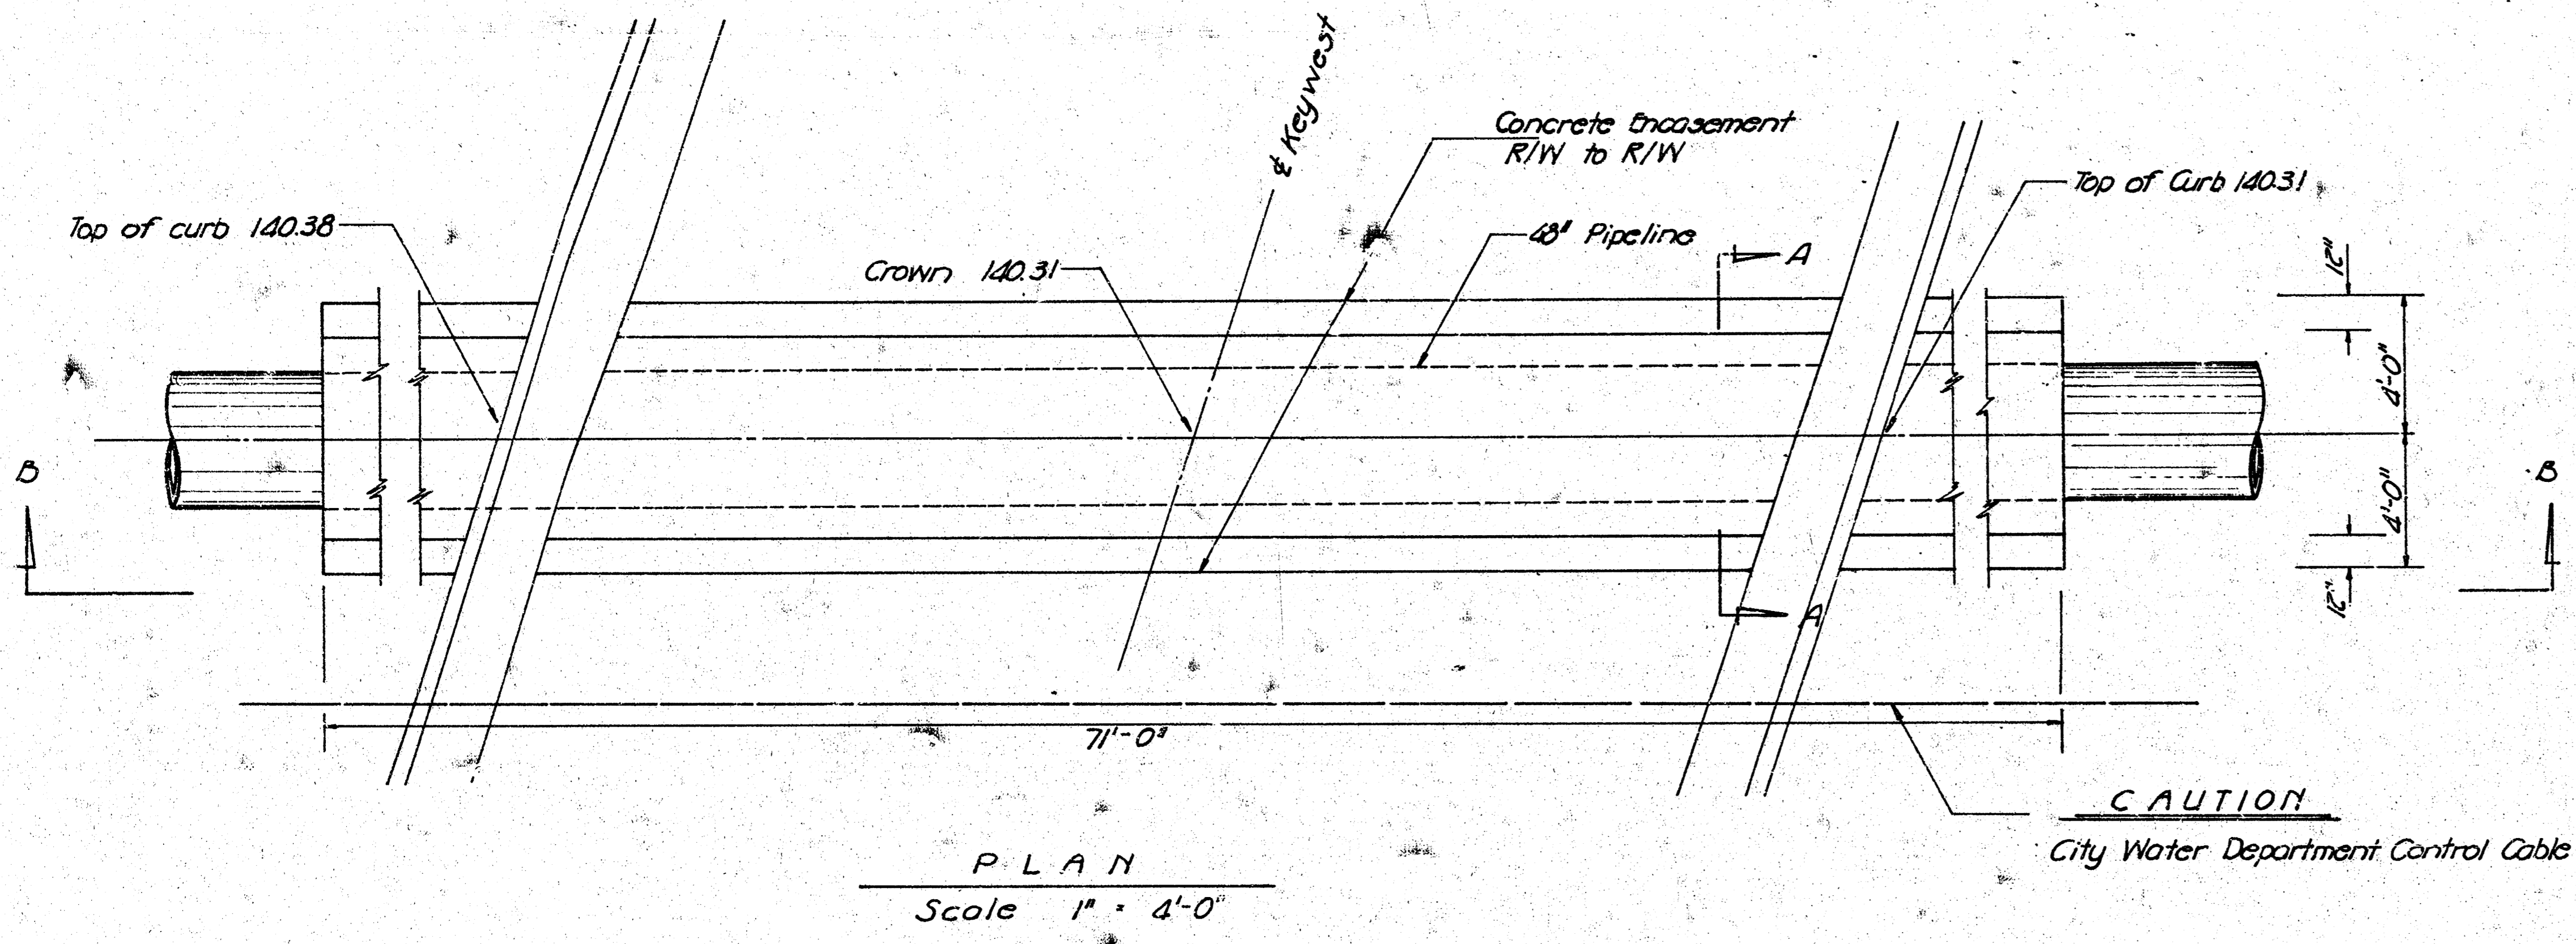 ℄ Keywest
Concrete Encasement
R/W to R/W
Top of Curb 140.31
Top of curb 140.38
48" Pipeline
A
Crown 140.31
12"
4'-0"
B
B
4'-0"
12"
A
71'-0"
CAUTION
City Water Department Control Cable
PLAN
Scale 1" = 4'-0"